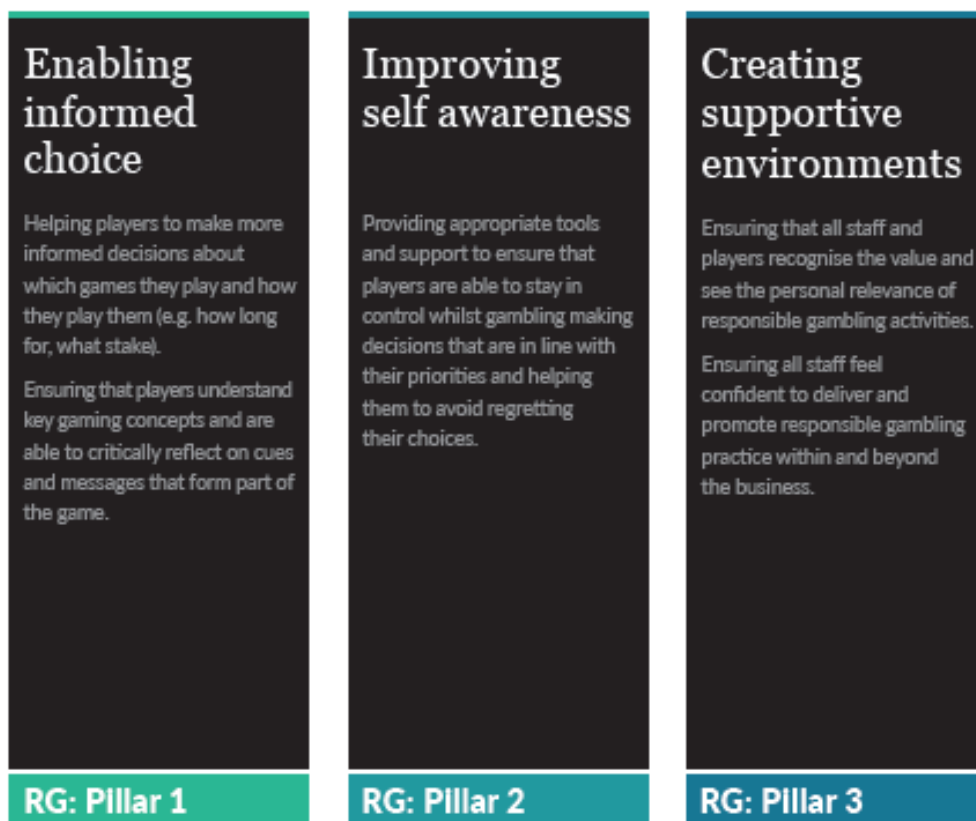 Enabling
informed
choice
Helping players to make more
informed decisions about
which games they play and how
they play them (e.g. how long
for, what stake).
Ensuring that players understand
key gaming concepts and are
able to critically reflect on cues
and messages that form part of
the game.
RG: Pillar 1
Improving
self awareness
Providing appropriate tools
and support to ensure that
players are able to stay in
control whilst gambling making
decisions that are in line with
their priorities and helping
them to avoid regretting
their choices.
RG: Pillar 2
Creating
supportive
environments
Ensuring that all staff and
players recognise the value and
see the personal relevance of
responsible gambling activities.
Ensuring all staff feel
confident to deliver and
promote responsible gambling
practice within and beyond
the business.
RG: Pillar 3